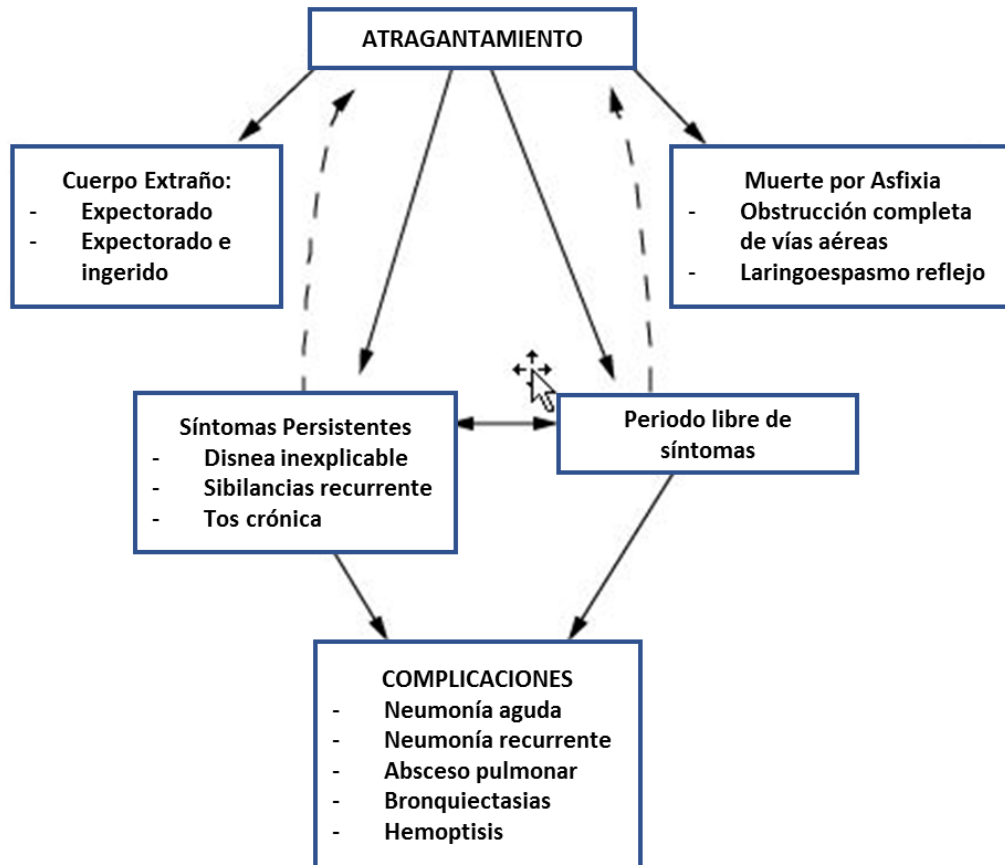 ATRAGANTAMIENTO
Cuerpo Extraño:
- Expectorado
- Expectorado e
ingerido
Muerte por Asfixia
- Obstrucción completa
de vías aéreas
- Laringoespasmo reflejo
Síntomas Persistentes
- Disnea inexplicable
- Sibilancias recurrente
- Tos crónica
Periodo libre de
síntomas
COMPLICACIONES
- Neumonía aguda
- Neumonía recurrente
- Absceso pulmonar
- Bronquiectasias
- Hemoptisis